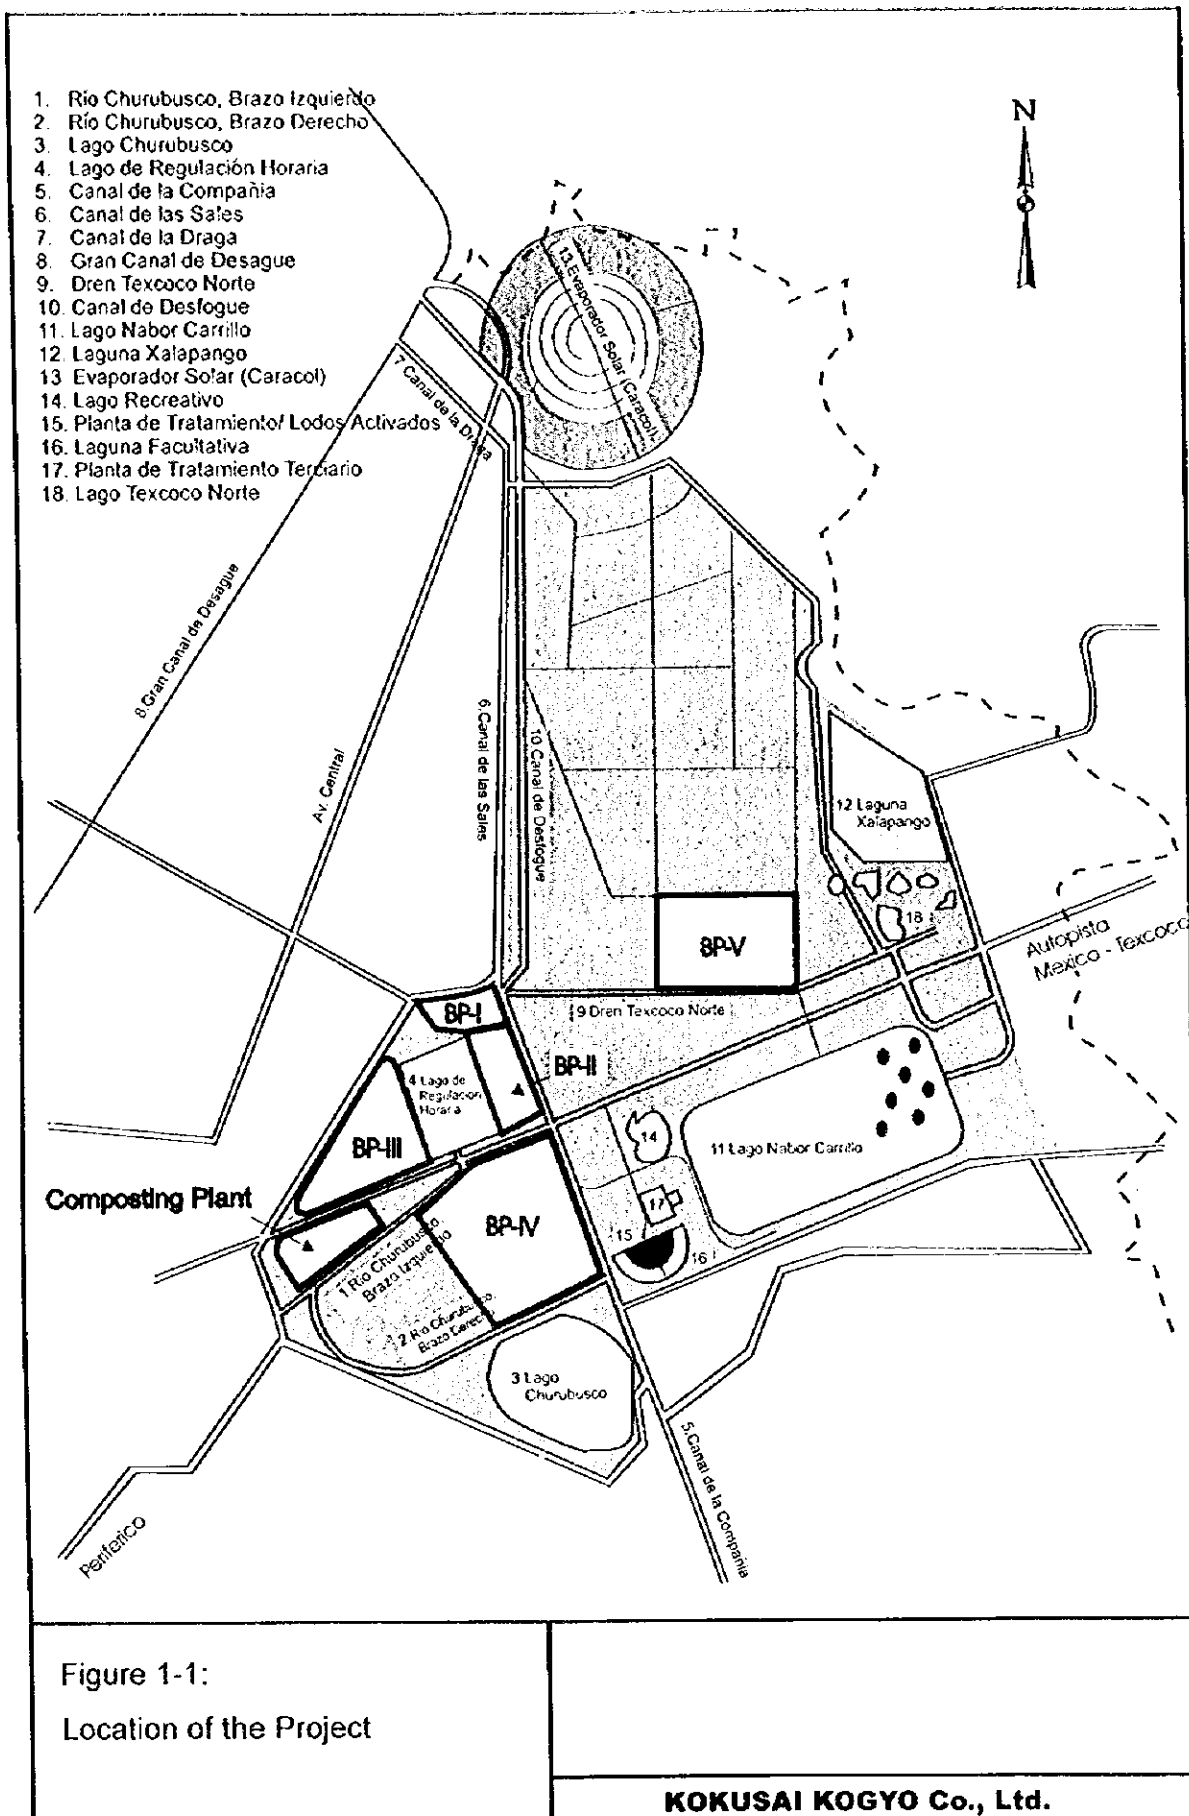 1. Río Churubusco, Brazo Izquierdo
2. Río Churubusco, Brazo Derecho
3. Lago Churubusco
4. Lago de Regulación Horaria
5. Canal de la Compañia
6. Canal de las Sales
7. Canal de la Draga
8. Gran Canal de Desague
9. Dren Texcoco Norte
10. Canal de Desfogue
11. Lago Nabor Carrillo
12. Laguna Xalapango
13 Evaporador Solar (Caracol)
14. Lago Recreativo
15. Planta de Tratamiento/ Lodos Activados
16. Laguna Facultativa
17. Planta de Tratamiento Terciario
18. Lago Texcoco Norte
N
13.Evaporador Solar (Caracol)
7 Canal de la Draga
8.Gran Canal de Desague
Av. Central
6.Canal de las Sales
10 Canal de Desfogue
12 Laguna
Xalapango
18
BP-V
Autopista
Mexico - Texcoco
9 Dren Texcoco Norte
BP-I
BP-II
4 Lago de
Regulación
Horaria
BP-III
14
11 Lago Nabor Carrillo
Composting Plant
17
BP-IV
15
16
1 Río Churubusco,
Brazo Izquierdo
2.Río Churubusco,
Brazo Derecho
3 Lago
Churubusco
5.Canal de la Compañia
Periferico
Figure 1-1:
Location of the Project
KOKUSAI KOGYO Co., Ltd.